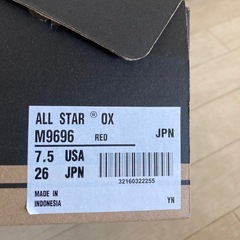 ALL STAR ® OX
M9696 RED JPN
7.5 USA
26 JPN
32160322255
MADE IN
INDONESIA YN